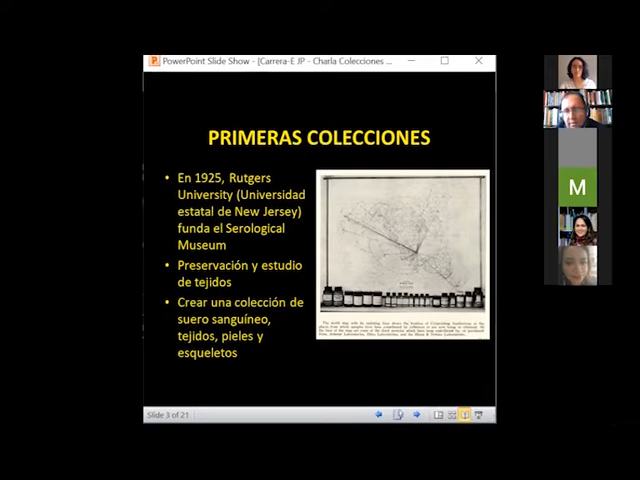 PowerPoint Slide Show - [Carrera-E JP - Charla Colecciones ...
PRIMERAS COLECCIONES
• En 1925, Rutgers
University (Universidad
estatal de New Jersey)
funda el Serological
Museum
• Preservación y estudio
de tejidos
• Crear una colección de
suero sanguíneo,
tejidos, pieles y
esqueletos
Slide 3 of 21
M